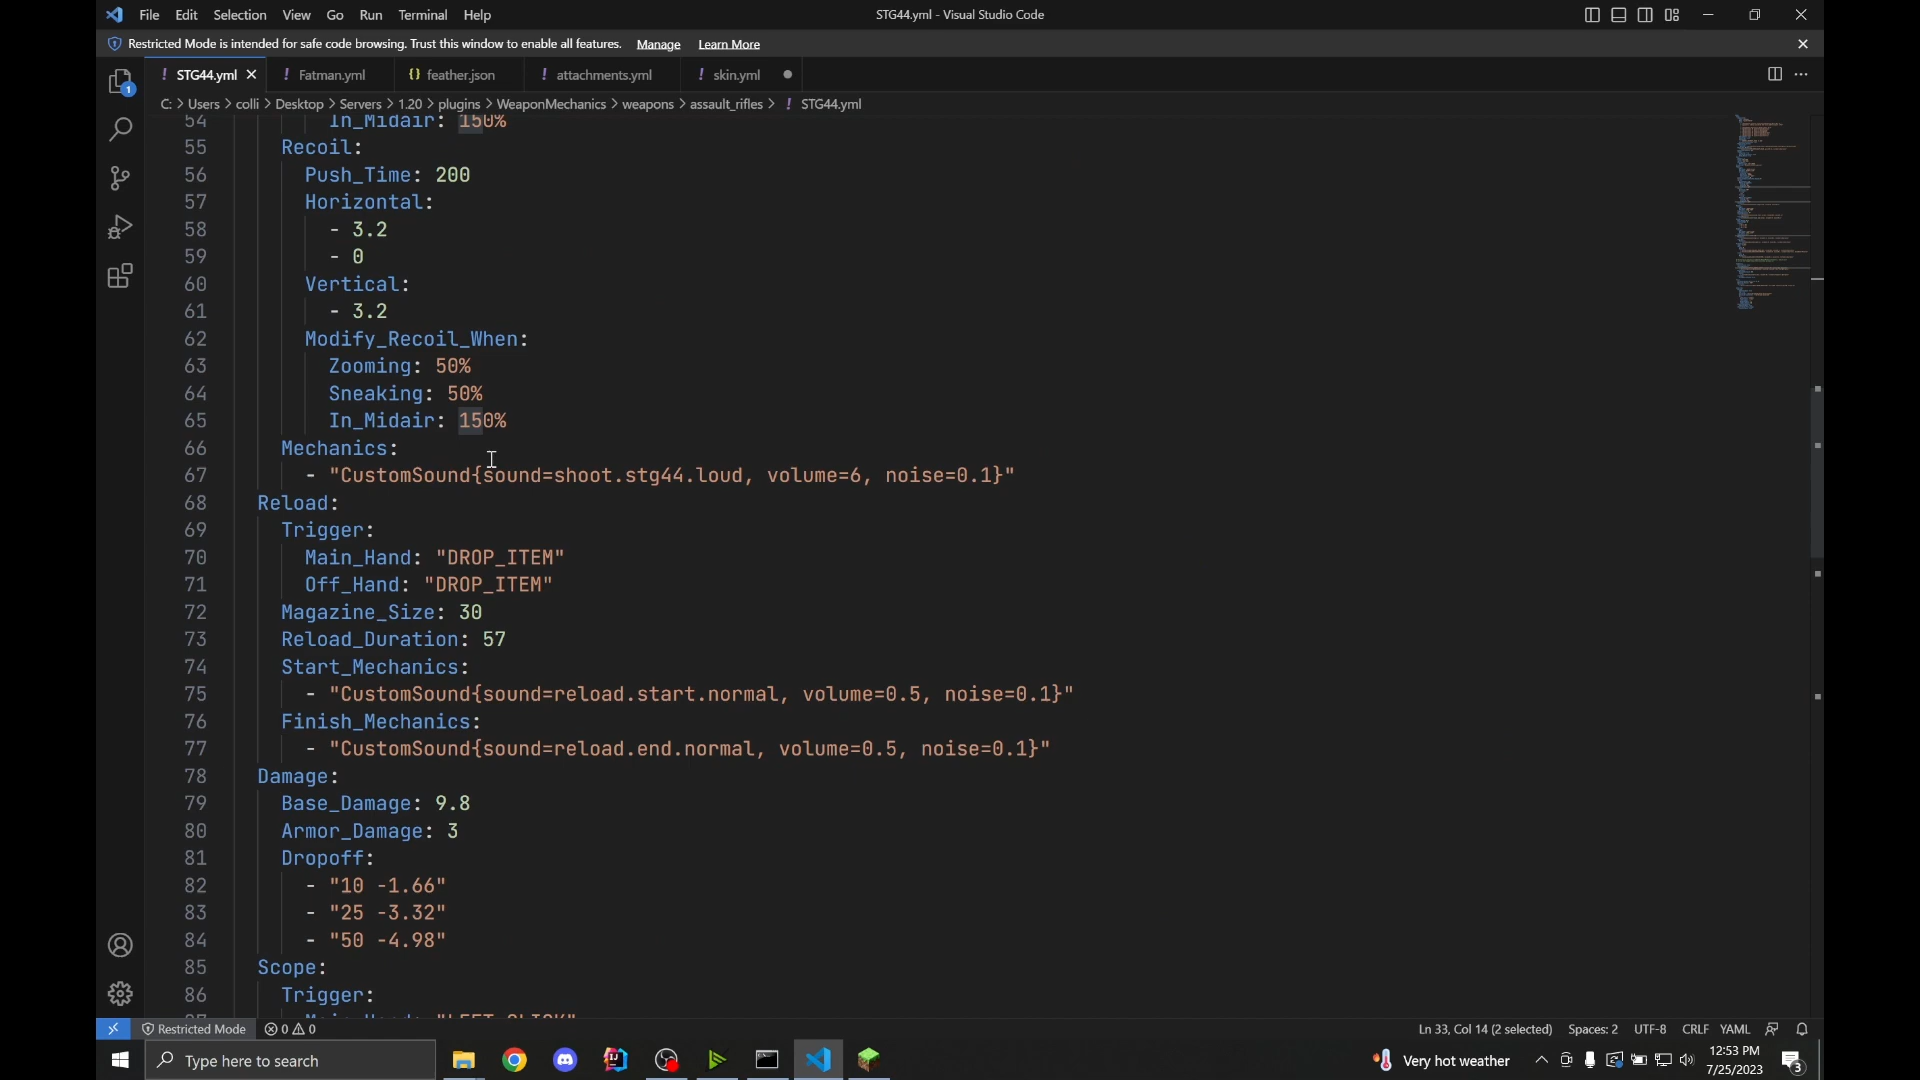 File Edit Selection View Go Run Terminal Help
STG44.yml - Visual Studio Code
Restricted Mode is intended for safe code browsing. Trust this window to enable all features. Manage Learn More
! STG44.yml ! Fatman.yml {} feather.json ! attachments.yml ! skin.yml
C: > Users > colli > Desktop > Servers > 1.20 > plugins > WeaponMechanics > weapons > assault_rifles > ! STG44.yml
54 In_Midair: 150%
55 Recoil:
56 Push_Time: 200
57 Horizontal:
58 - 3.2
59 - 0
60 Vertical:
61 - 3.2
62 Modify_Recoil_When:
63 Zooming: 50%
64 Sneaking: 50%
65 In_Midair: 150%
66 Mechanics:
67 - "CustomSound{sound=shoot.stg44.loud, volume=6, noise=0.1}"
68 Reload:
69 Trigger:
70 Main_Hand: "DROP_ITEM"
71 Off_Hand: "DROP_ITEM"
72 Magazine_Size: 30
73 Reload_Duration: 57
74 Start_Mechanics:
75 - "CustomSound{sound=reload.start.normal, volume=0.5, noise=0.1}"
76 Finish_Mechanics:
77 - "CustomSound{sound=reload.end.normal, volume=0.5, noise=0.1}"
78 Damage:
79 Base_Damage: 9.8
80 Armor_Damage: 3
81 Dropoff:
82 - "10 -1.66"
83 - "25 -3.32"
84 - "50 -4.98"
85 Scope:
86 Trigger:
Restricted Mode 0 0
Ln 33, Col 14 (2 selected) Spaces: 2 UTF-8 CRLF YAML
Type here to search
Very hot weather
12:53 PM
7/25/2023
3
1